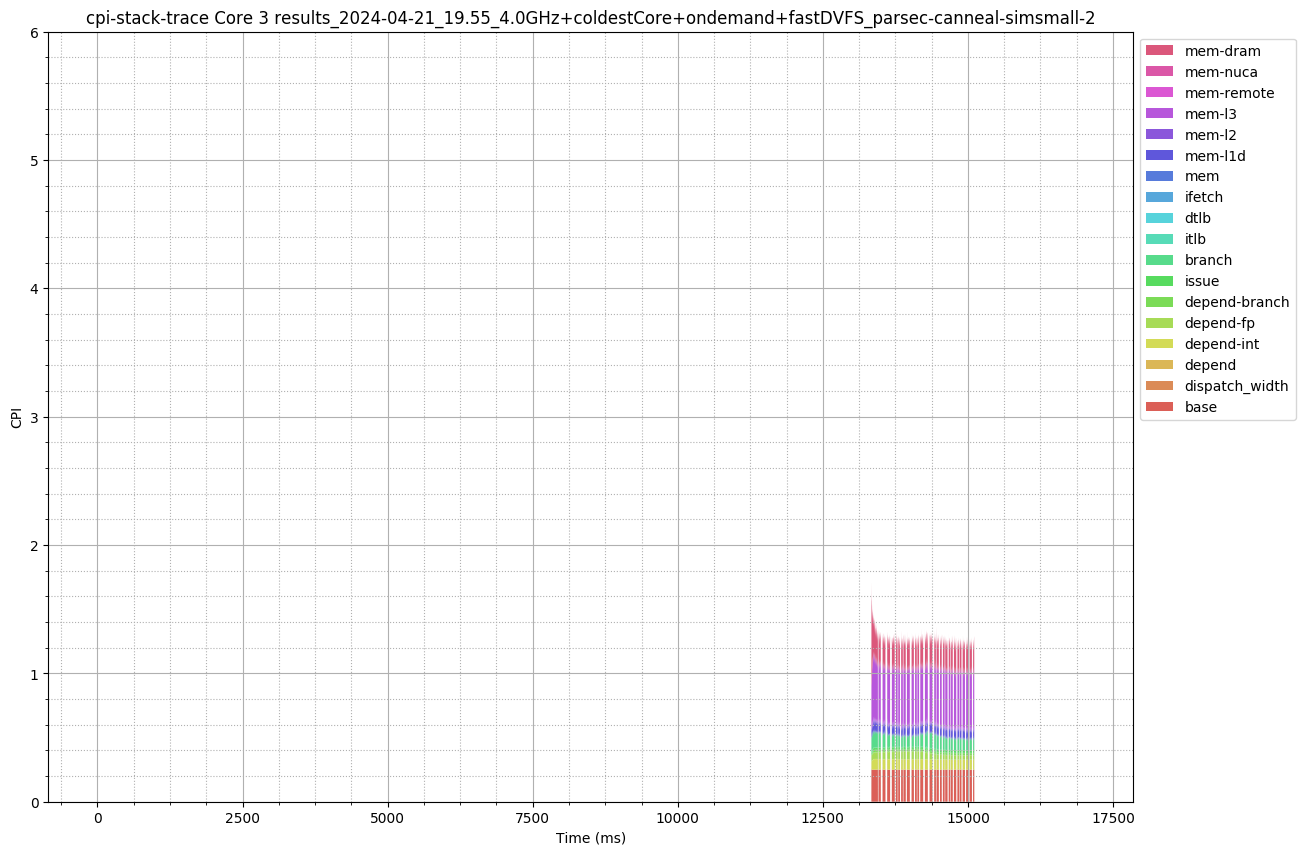 cpi-stack-trace Core 3 results_2024-04-21_19.55_4.0GHz+coldestCore+ondemand+fastDVFS_parsec-canneal-simsmall-2
6
5
4
3
2
1
0
CPI
0 2500 5000 7500 10000 12500 15000 17500
Time (ms)
mem-dram
mem-nuca
mem-remote
mem-l3
mem-l2
mem-l1d
mem
ifetch
dtlb
itlb
branch
issue
depend-branch
depend-fp
depend-int
depend
dispatch_width
base